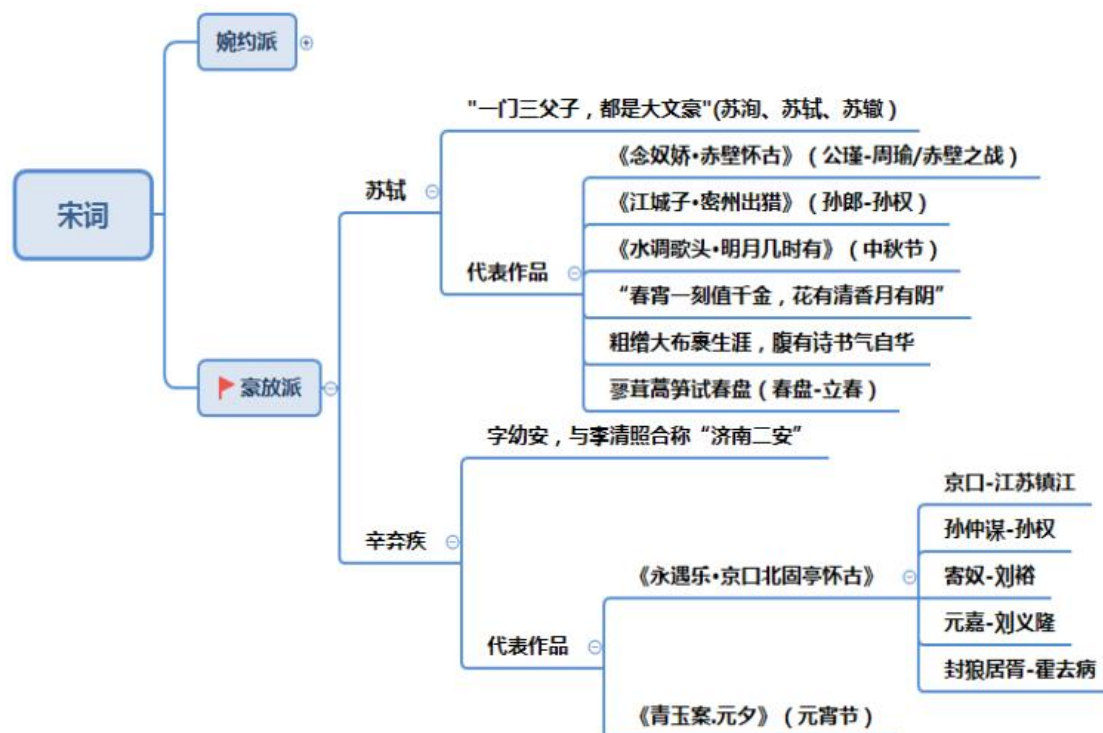 宋词
婉约派
豪放派
苏轼
"一门三父子，都是大文豪"(苏洵、苏轼、苏辙）
代表作品
《念奴娇·赤壁怀古》（公瑾-周瑜/赤壁之战）
《江城子·密州出猎》（孙郎-孙权）
《水调歌头·明月几时有》（中秋节）
“春宵一刻值千金，花有清香月有阴”
粗缯大布裹生涯，腹有诗书气自华
蓼茸蒿笋试春盘（春盘-立春）
辛弃疾
字幼安，与李清照合称“济南二安”
代表作品
《永遇乐·京口北固亭怀古》
京口-江苏镇江
孙仲谋-孙权
寄奴-刘裕
元嘉-刘义隆
封狼居胥-霍去病
《青玉案.元夕》（元宵节）